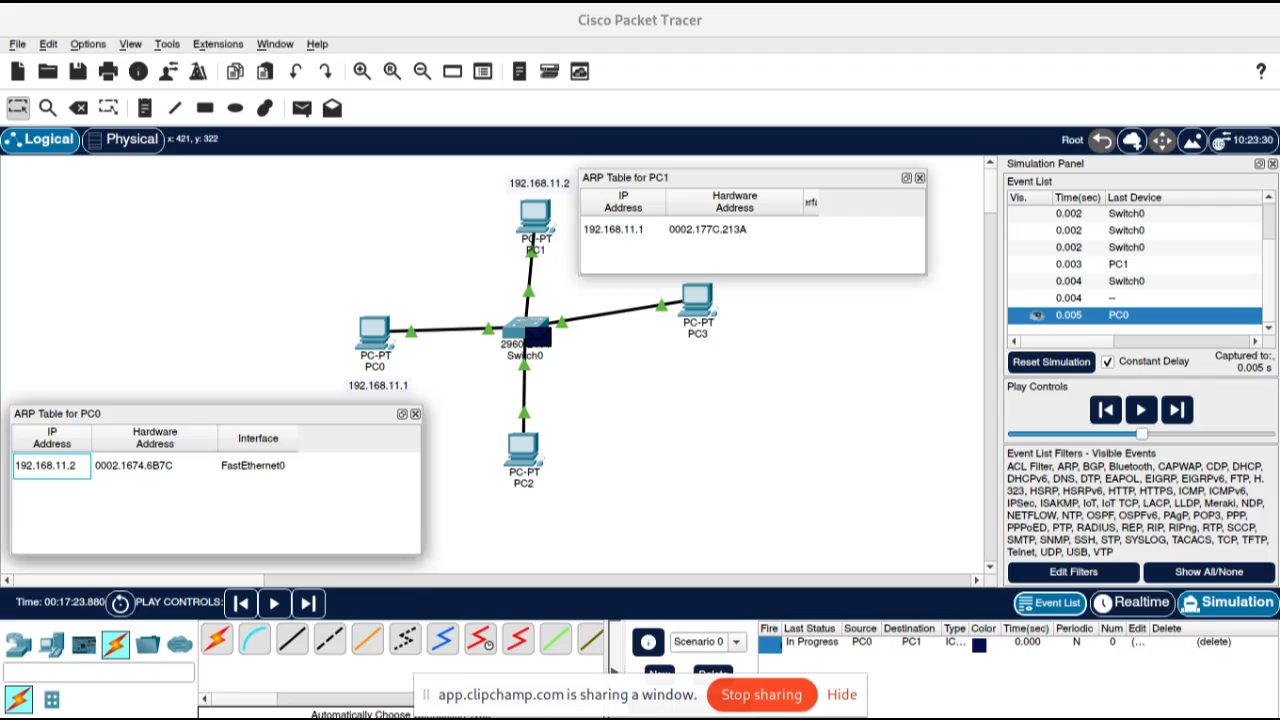 Cisco Packet Tracer
File Edit Options View Tools Extensions Window Help
?
Logical Physical x: 421, y: 322
Root 10:23:30
192.168.11.2
PC-PT
PC1
ARP Table for PC1
IP Address Hardware Address
192.168.11.1 0002.177C.213A
PC-PT
PC3
PC-PT
PC0
192.168.11.1
Switch0
PC-PT
PC2
ARP Table for PC0
IP Address Hardware Address Interface
192.168.11.2 0002.1674.6B7C FastEthernet0
Simulation Panel
Event List
Vis. Time(sec) Last Device
0.002 Switch0
0.002 Switch0
0.002 Switch0
0.003 PC1
0.004 Switch0
0.004 --
0.005 PC0
Reset Simulation Constant Delay Captured to:
0.005 s
Play Controls
Event List Filters - Visible Events
ACL Filter, ARP, BGP, Bluetooth, CAPWAP, CDP, DHCP,
DHCPv6, DNS, DTP, EAPOL, EIGRP, EIGRPv6, FTP, H.
323, HSRP, HSRPv6, HTTP, HTTPS, ICMP, ICMPv6,
IPSec, ISAKMP, IoT, IoT TCP, LACP, LLDP, Meraki, NDP,
NETFLOW, NTP, OSPF, OSPFv6, PAgP, POP3, PPP,
PPPoED, PTP, RADIUS, REP, RIP, RIPng, RTP, SCCP,
SMTP, SNMP, SSH, STP, SYSLOG, TACACS, TCP, TFTP,
Telnet, UDP, USB, VTP
Edit Filters Show All/None
Time: 00:17:23.880 PLAY CONTROLS: Event List Realtime Simulation
Scenario 0
Fire Last Status Source Destination Type Color Time(sec) Periodic Num Edit Delete
In Progress PC0 PC1 IC... 0.000 N 0 (... (delete)
app.clipchamp.com is sharing a window. Stop sharing Hide
Automatically Choose